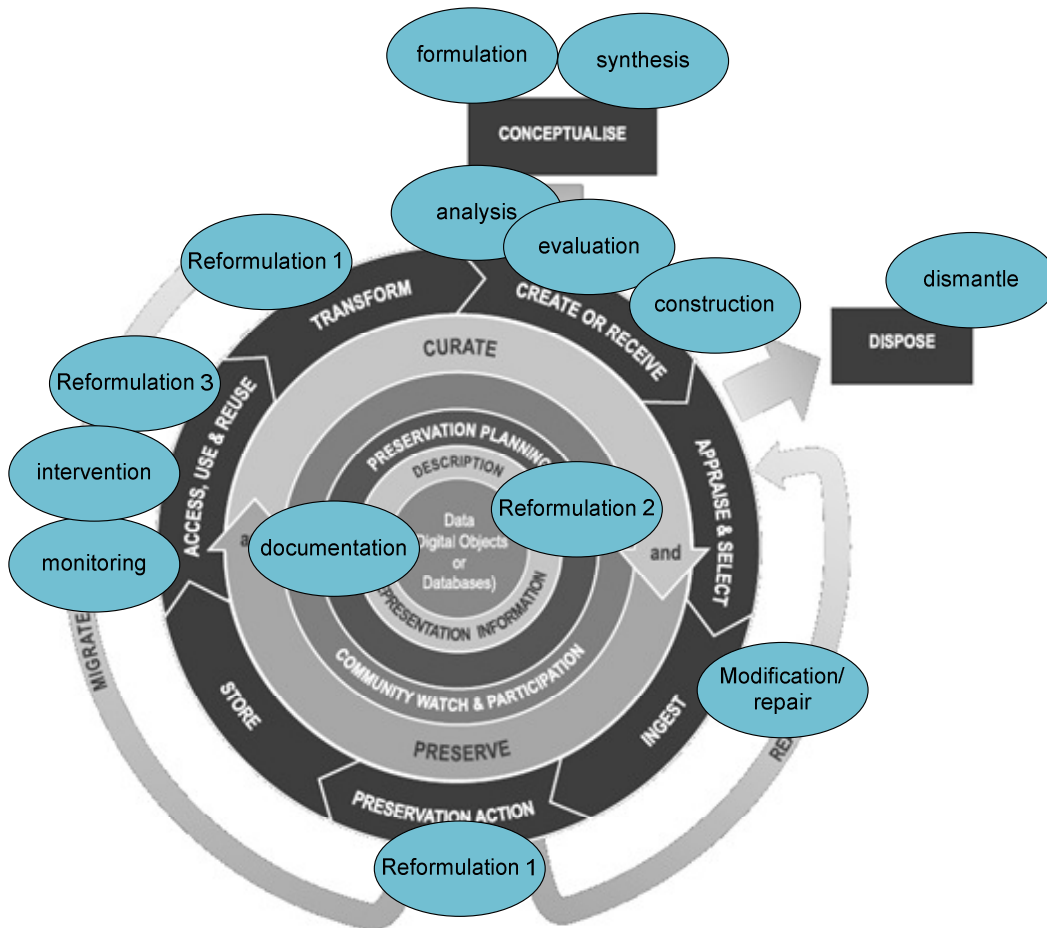 formulation
synthesis
CONCEPTUALISE
analysis
evaluation
Reformulation 1
construction
dismantle
TRANSFORM
CREATE OR RECEIVE
DISPOSE
CURATE
Reformulation 3
ACCESS, USE & REUSE
PRESERVATION PLANNING
DESCRIPTION
APPRAISE & SELECT
intervention
Reformulation 2
monitoring
documentation
Data
Digital Objects
or
Databases)
and
INFORMATION
COMMUNITY WATCH & PARTICIPATION
MIGRATE
STORE
Modification/
repair
INGEST
PRESERVE
PRESERVATION ACTION
Reformulation 1